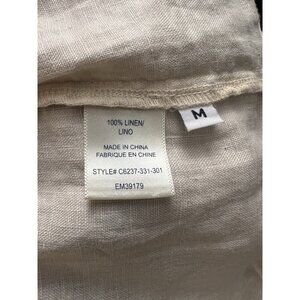 100% LINEN/
LINO
M
MADE IN CHINA
FABRIQUE EN CHINE
STYLE# C6237-331-301
EM39179